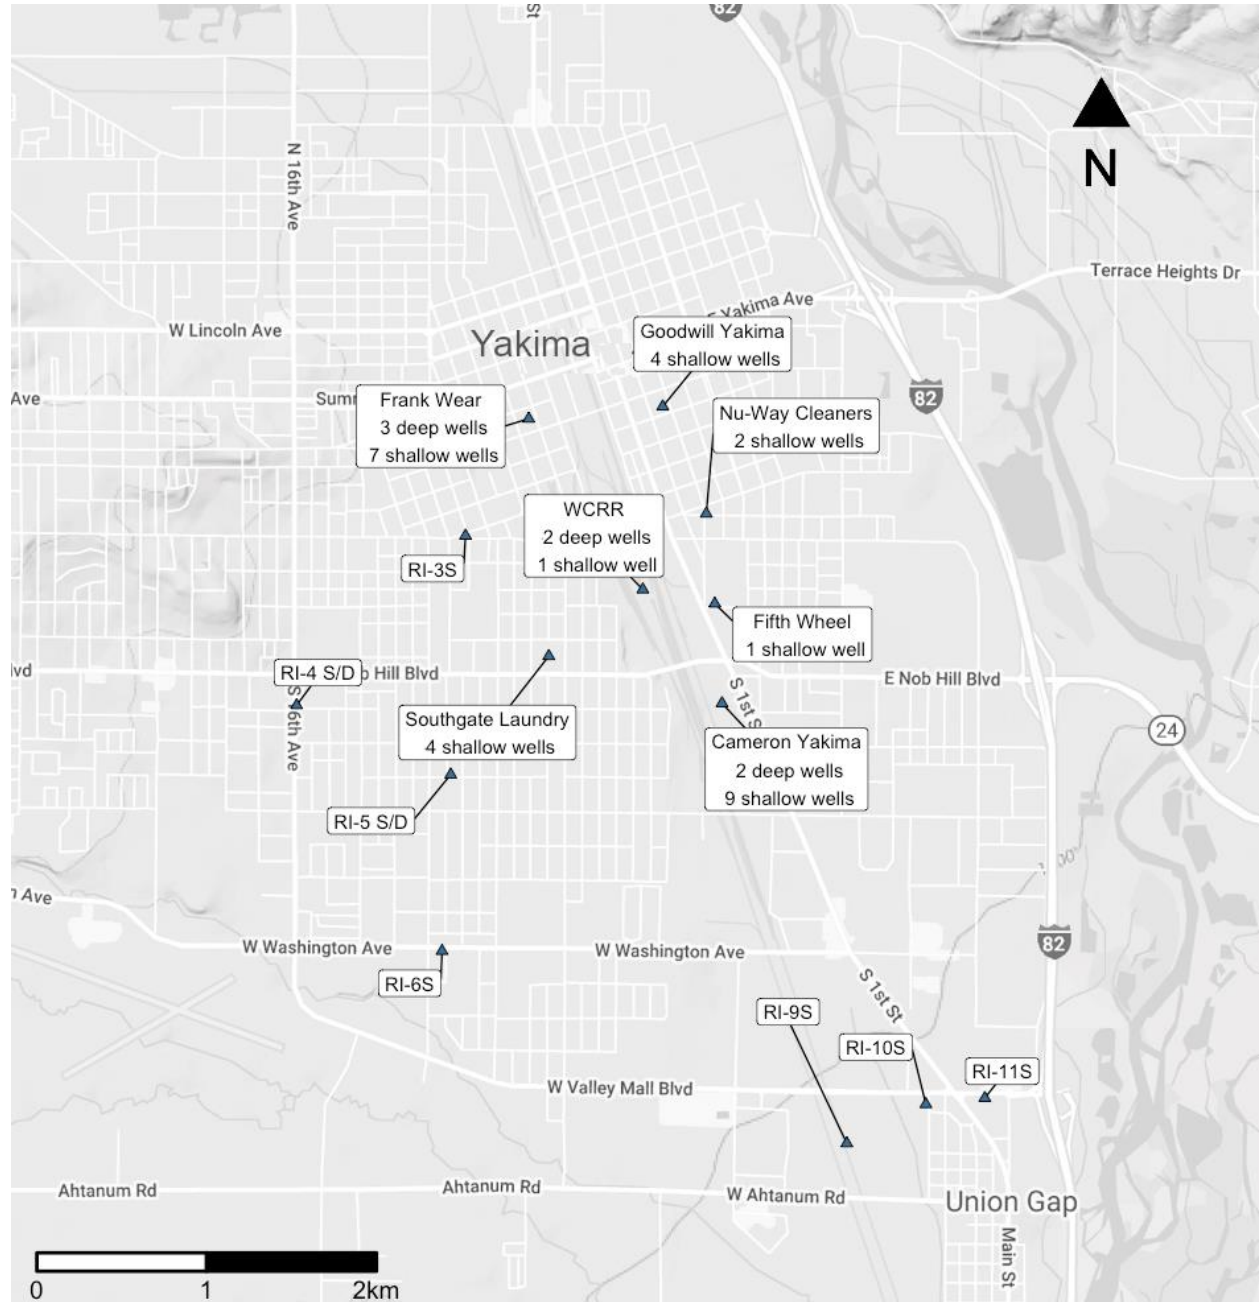 St
82
N 16th Ave
N
Terrace Heights Dr
E Yakima Ave
W Lincoln Ave
Yakima
Goodwill Yakima
4 shallow wells
Ave
Sum
Frank Wear
3 deep wells
7 shallow wells
82
Nu-Way Cleaners
2 shallow wells
WCRR
2 deep wells
1 shallow well
RI-3S
Fifth Wheel
1 shallow well
lvd
RI-4 S/D
b Hill Blvd
E Nob Hill Blvd
S 16th Ave
S 1st S
Southgate Laundry
4 shallow wells
24
Cameron Yakima
2 deep wells
9 shallow wells
RI-5 S/D
n Ave
W Washington Ave
W Washington Ave
82
RI-6S
S 1st St
RI-9S
RI-10S
RI-11S
W Valley Mall Blvd
Ahtanum Rd
Ahtanum Rd
W Ahtanum Rd
Union Gap
Main St
0
1
2km